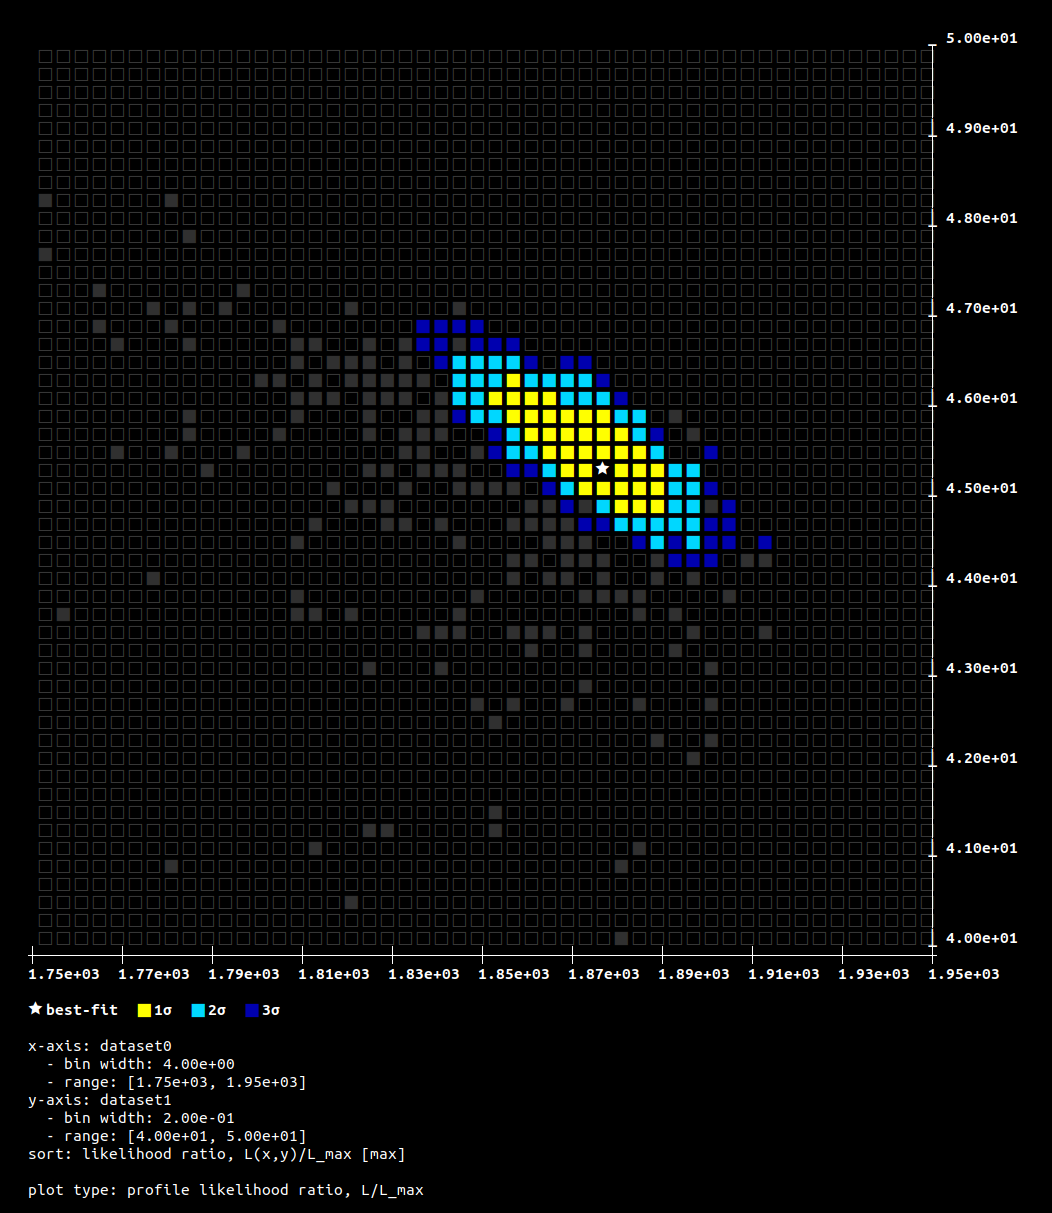 5.00e+01
4.90e+01
4.80e+01
4.70e+01
4.60e+01
4.50e+01
4.40e+01
4.30e+01
4.20e+01
4.10e+01
4.00e+01
1.75e+03 1.77e+03 1.79e+03 1.81e+03 1.83e+03 1.85e+03 1.87e+03 1.89e+03 1.91e+03 1.93e+03 1.95e+03
best-fit 1σ 2σ 3σ
x-axis: dataset0
- bin width: 4.00e+00
- range: [1.75e+03, 1.95e+03]
y-axis: dataset1
- bin width: 2.00e-01
- range: [4.00e+01, 5.00e+01]
sort: likelihood ratio, L(x,y)/L_max [max]
plot type: profile likelihood ratio, L/L_max